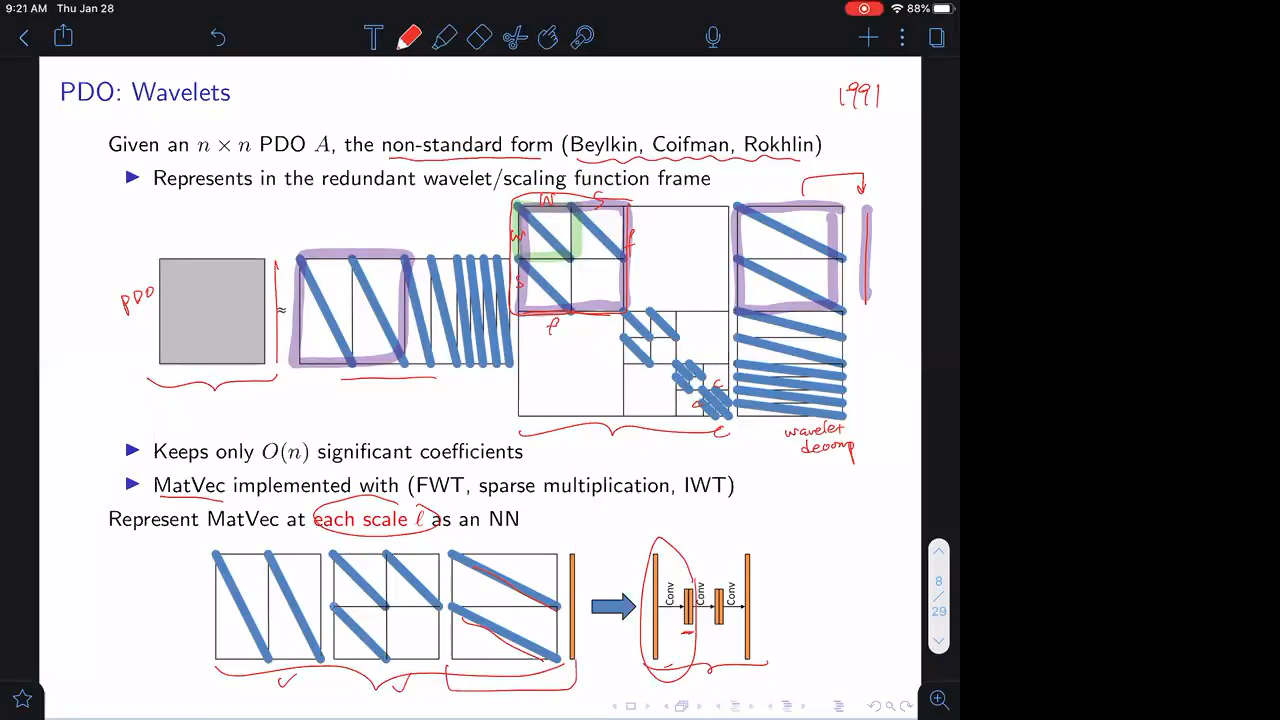 9:21 AM Thu Jan 28
88%
PDO: Wavelets
1991
Given an n × n PDO A, the non-standard form (Beylkin, Coifman, Rokhlin)
▶ Represents in the redundant wavelet/scaling function frame
W S
W
S
PDO
≈
wavelet
decomp
▶ Keeps only O(n) significant coefficients
▶ MatVec implemented with (FWT, sparse multiplication, IWT)
Represent MatVec at each scale ℓ as an NN
Conv Conv Conv
8
/
29